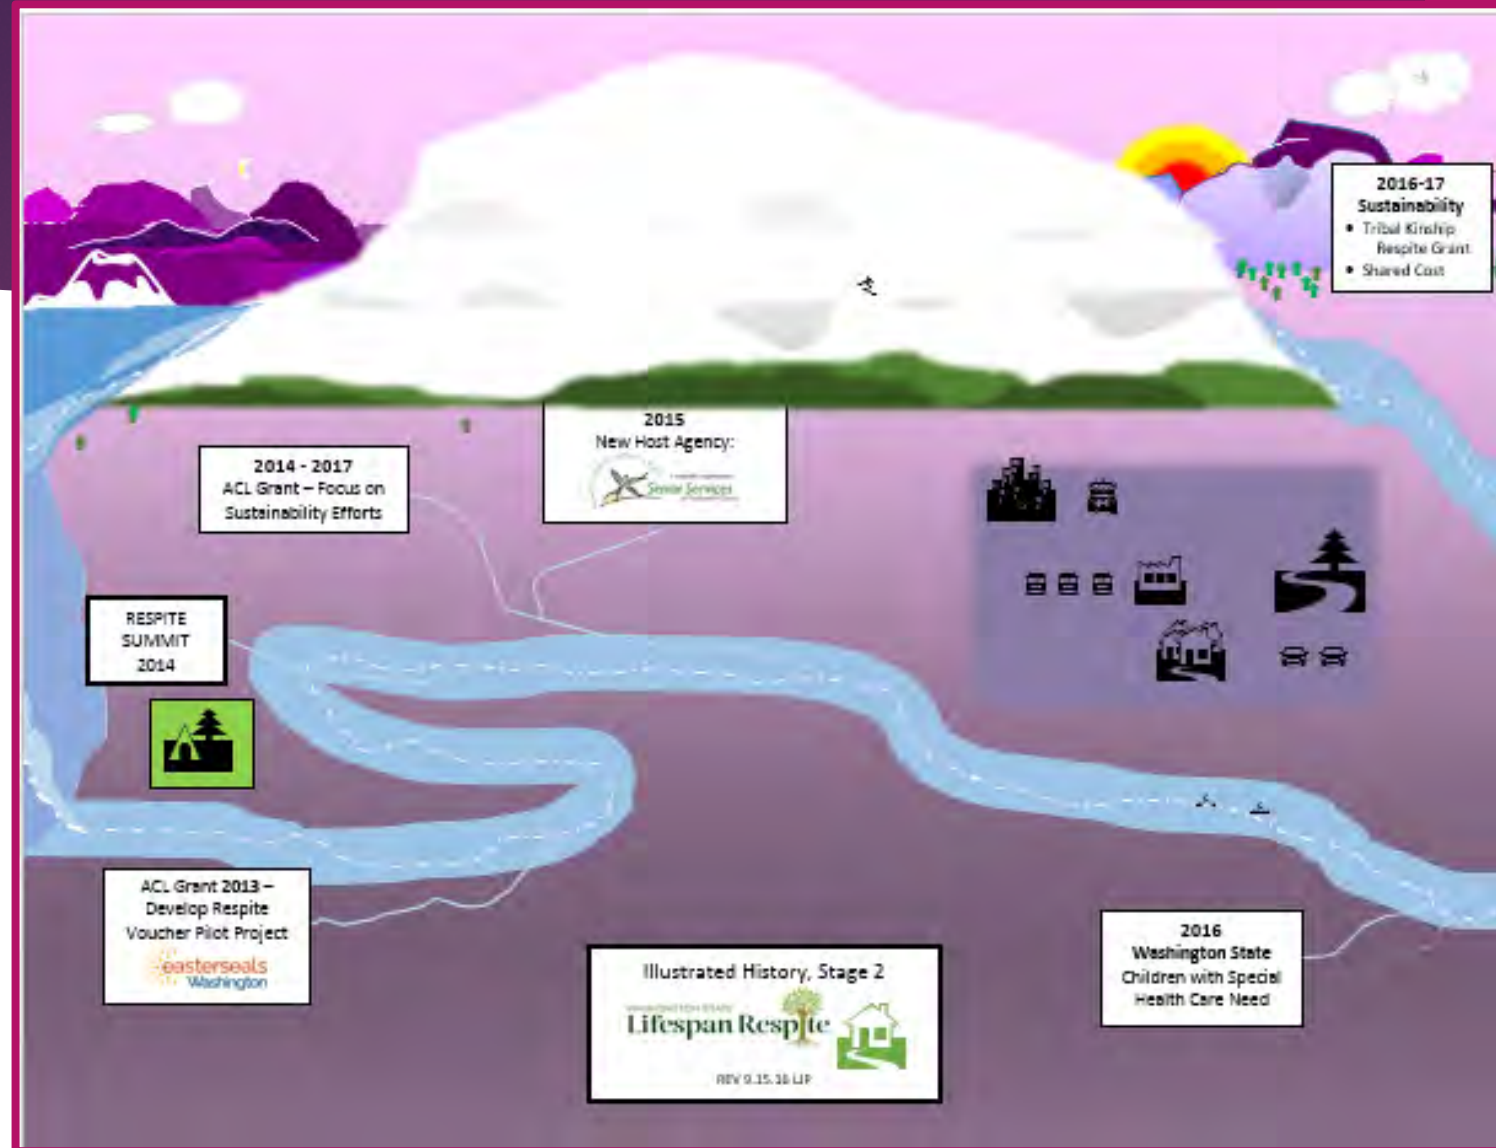 2016-17
Sustainability
• Tribal Kinship
Respite Grant
• Shared Cost
2015
New Host Agency:
Senior Services
2014 - 2017
ACL Grant – Focus on
Sustainability Efforts
RESPITE
SUMMIT
2014
ACL Grant 2013 –
Develop Respite
Voucher Pilot Project
easterseals
Washington
Illustrated History, Stage 2
WASHINGTON STATE
Lifespan Respite
2016
Washington State
Children with Special
Health Care Need